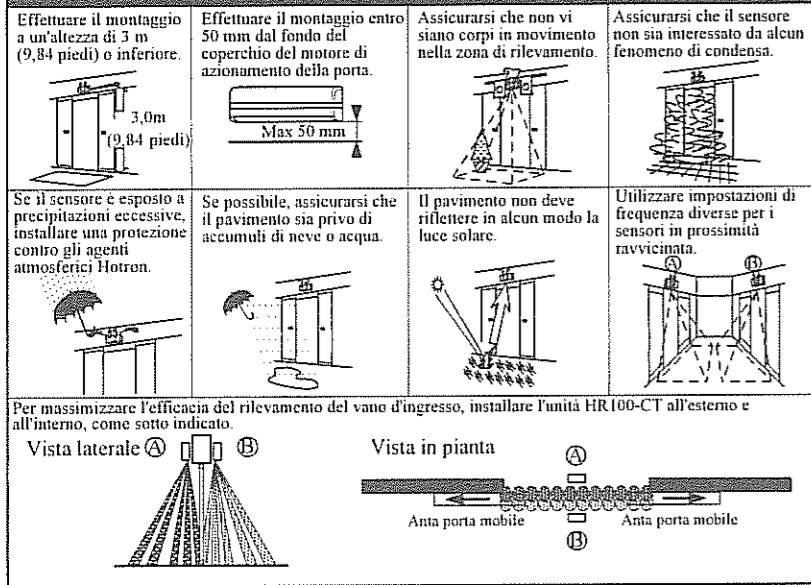 Effettuare il montaggio
a un'altezza di 3 m
(9,84 piedi) o inferiore.
3,0m
(9,84 piedi)
Effettuare il montaggio entro
50 mm dal fondo del
coperchio del motore di
azionamento della porta.
Max 50 mm
Assicurarsi che non vi
siano corpi in movimento
nella zona di rilevamento.
Assicurarsi che il sensore
non sia interessato da alcun
fenomeno di condensa.
Se il sensore è esposto a
precipitazioni eccessive,
installare una protezione
contro gli agenti
atmosferici Hotron.
Se possibile, assicurarsi che
il pavimento sia privo di
accumuli di neve o acqua.
Il pavimento non deve
riflettere in alcun modo la
luce solare.
Utilizzare impostazioni di
frequenza diverse per i
sensori in prossimità
ravvicinata.
Ⓐ Ⓑ
Per massimizzare l'efficacia del rilevamento del vano d'ingresso, installare l'unità HR100-CT all'esterno e
all'interno, come sotto indicato.
Vista laterale Ⓐ Ⓑ
Vista in pianta
Ⓐ
Anta porta mobile Anta porta mobile
Ⓑ